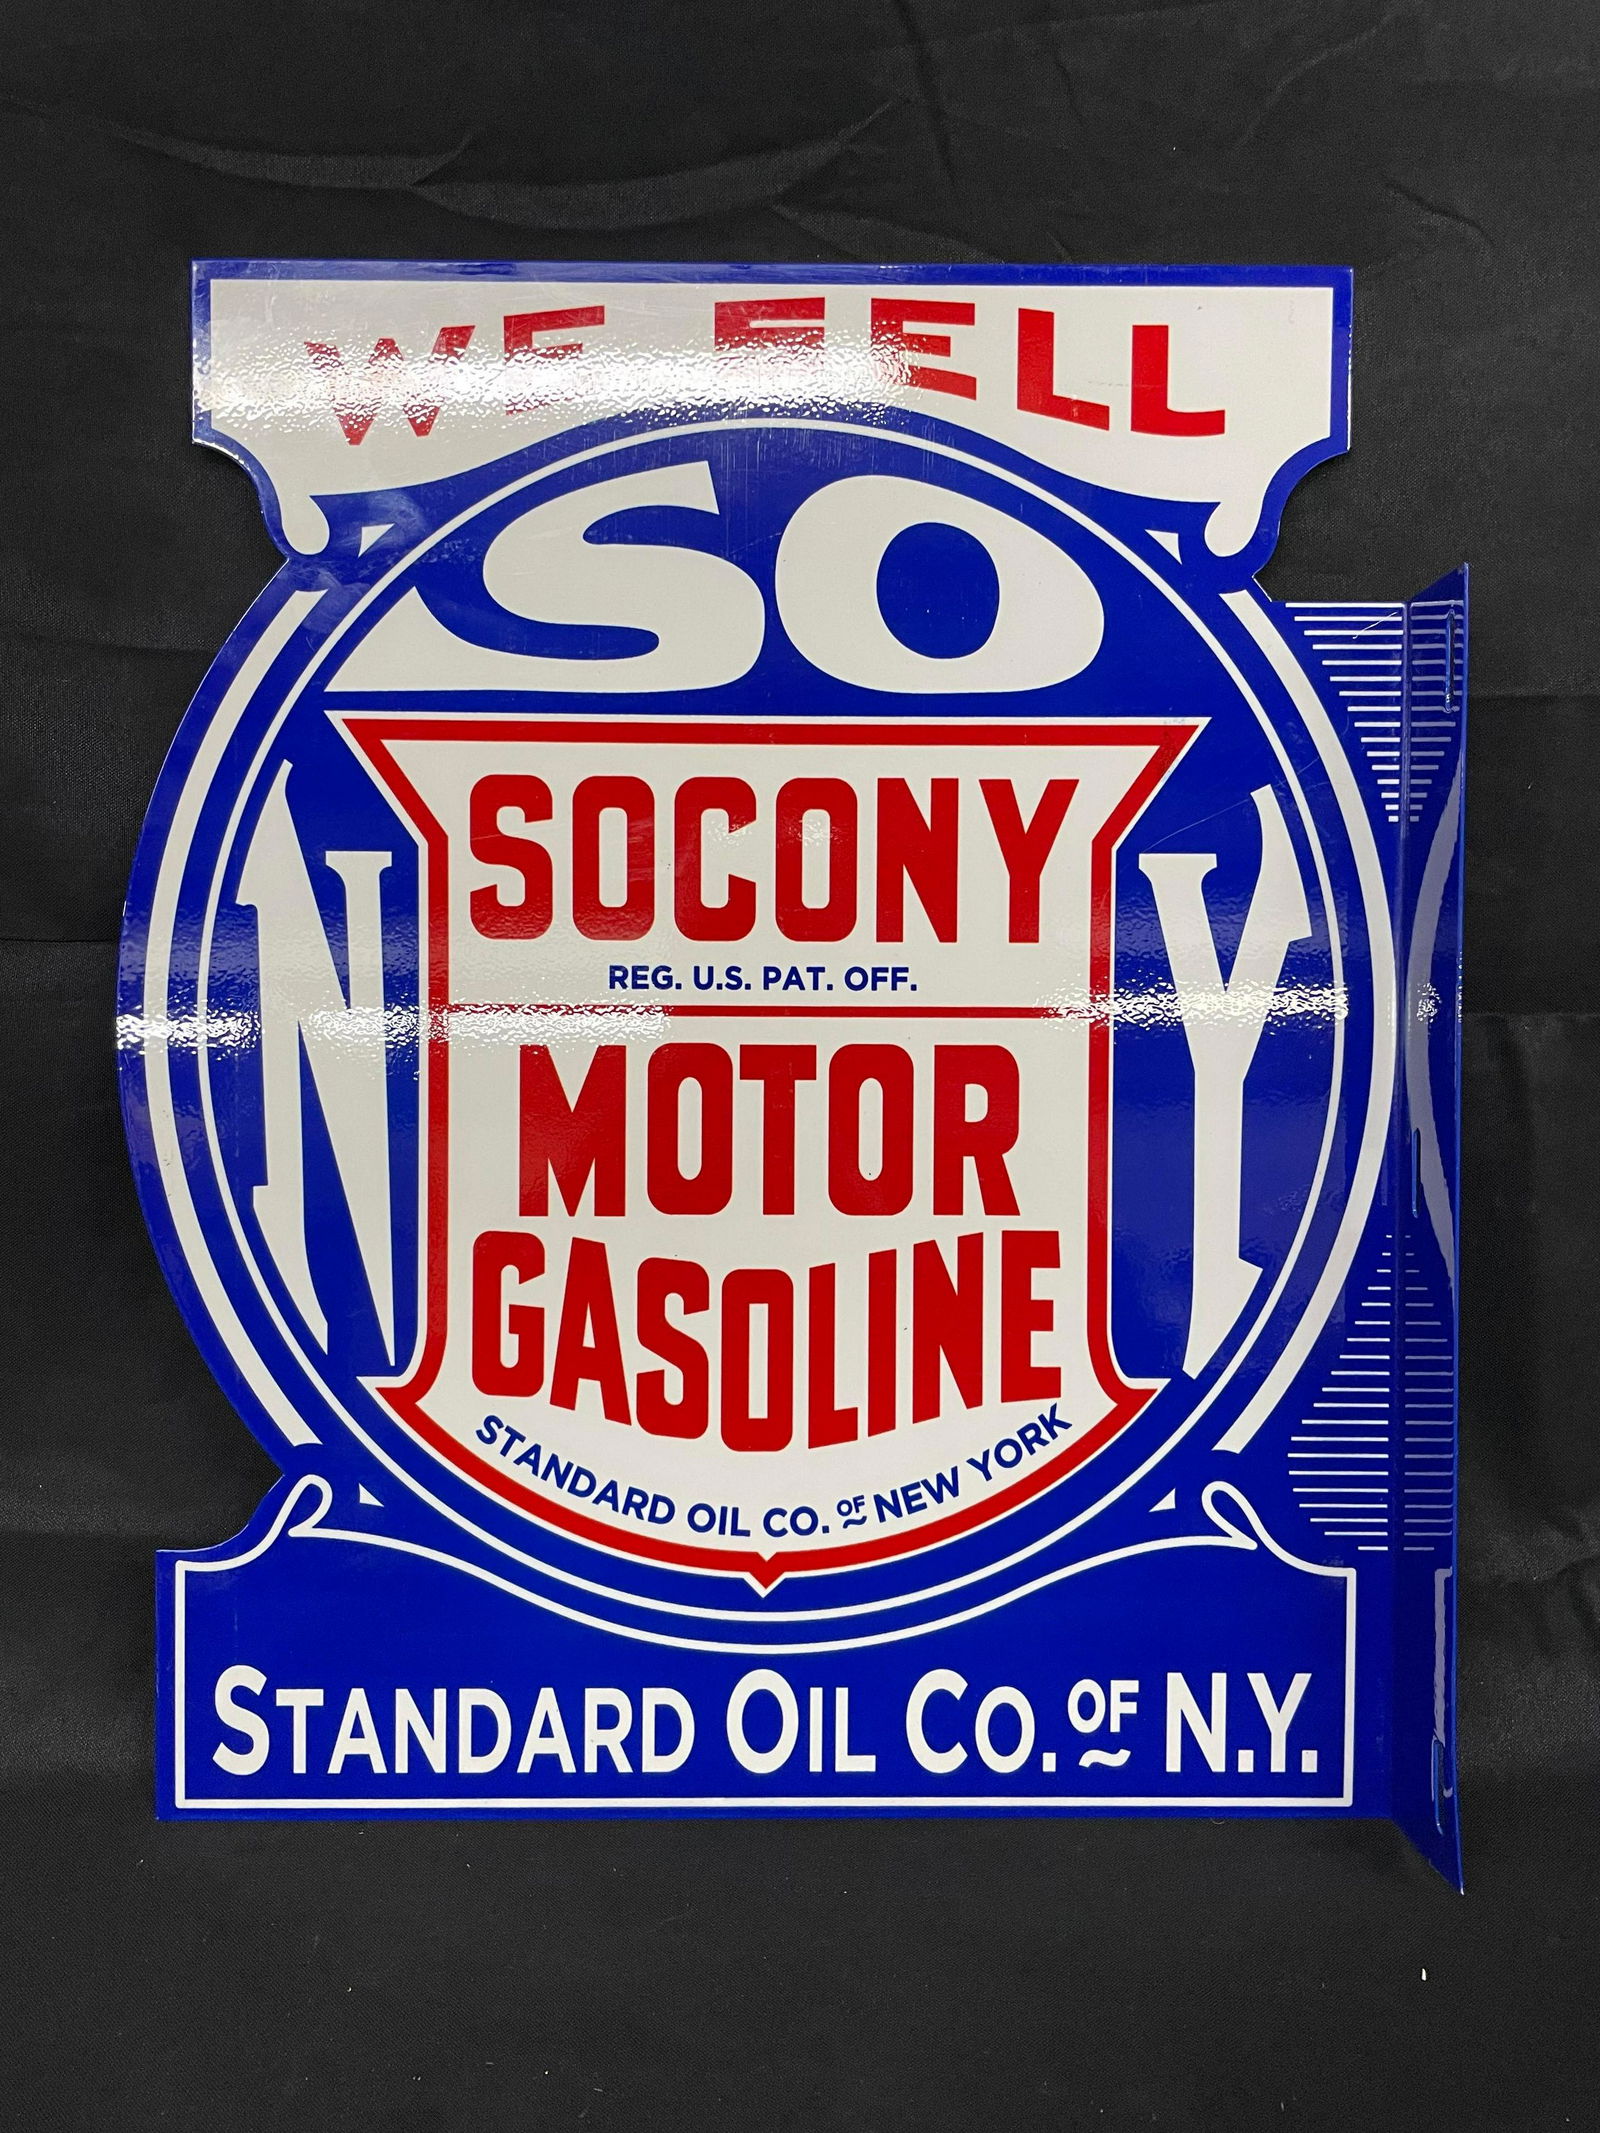 WE SELL
SO
N Y
SOCONY
REG. U.S. PAT. OFF.
MOTOR
GASOLINE
STANDARD OIL CO. OF NEW YORK
STANDARD OIL CO. OF N.Y.